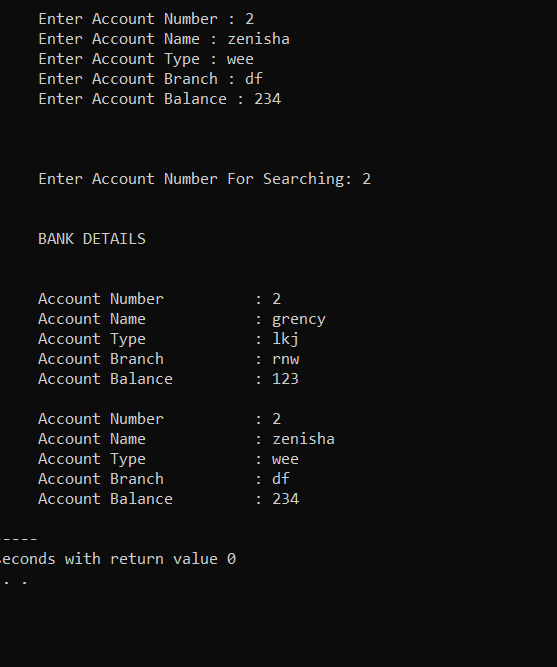 Enter Account Number : 2
Enter Account Name : zenisha
Enter Account Type : wee
Enter Account Branch : df
Enter Account Balance : 234
Enter Account Number For Searching: 2
BANK DETAILS
Account Number : 2
Account Name : grency
Account Type : lkj
Account Branch : rnw
Account Balance : 123
Account Number : 2
Account Name : zenisha
Account Type : wee
Account Branch : df
Account Balance : 234
-----
seconds with return value 0
. .